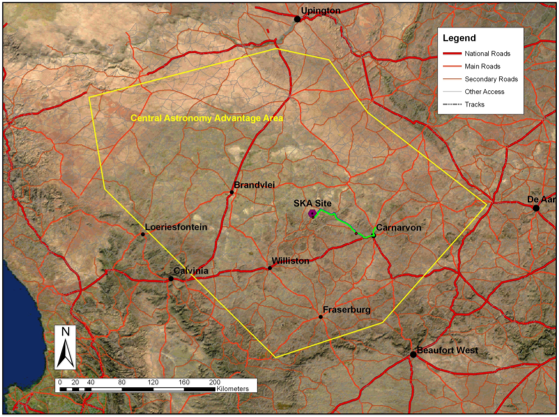 Upington
Legend
National Roads
Main Roads
Secondary Roads
Other Access
Tracks
Central Astronomy Advantage Area
Brandvlei
SKA Site
De Aar
Loeriesfontein
Carnarvon
Williston
Calvinia
Fraserburg
N
Beaufort West
0 20 40 80 120 160 200
Kilometers